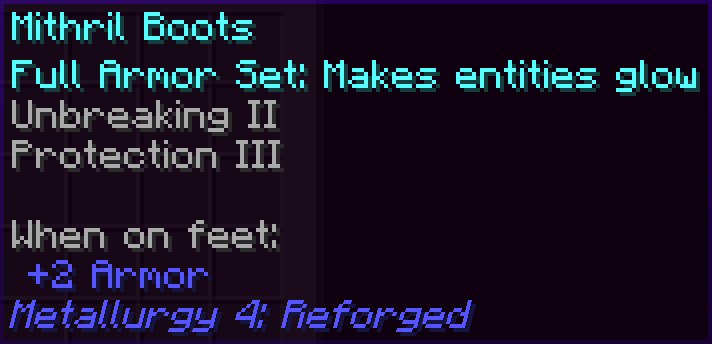 Mithril Boots
Full Armor Set: Makes entities glow
Unbreaking II
Protection III
When on feet:
+2 Armor
Metallurgy 4: Reforged